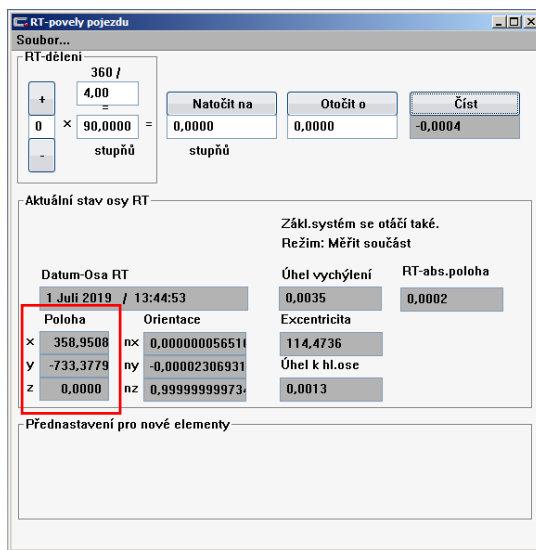 RT-povely pojezdu
Soubor...
RT-dělení
360 /
+ 4,00 Natočit na Otočit o Číst
=
0 × 90,0000 = 0,0000 0,0000 -0,0004
- stupňů stupňů
Aktuální stav osy RT
Zákl.systém se otáčí také.
Režim: Měřit součást
Datum-Osa RT Úhel vychýlení RT-abs.poloha
1 Juli 2019 / 13:44:53 0,0035 0,0002
Poloha Orientace Excentricita
x 358,9508 nx 0,00000005651 114,4736
y -733,3779 ny -0,00002306931 Úhel k hl.ose
z 0,0000 nz 0,99999999973 0,0013
Přednastavení pro nové elementy